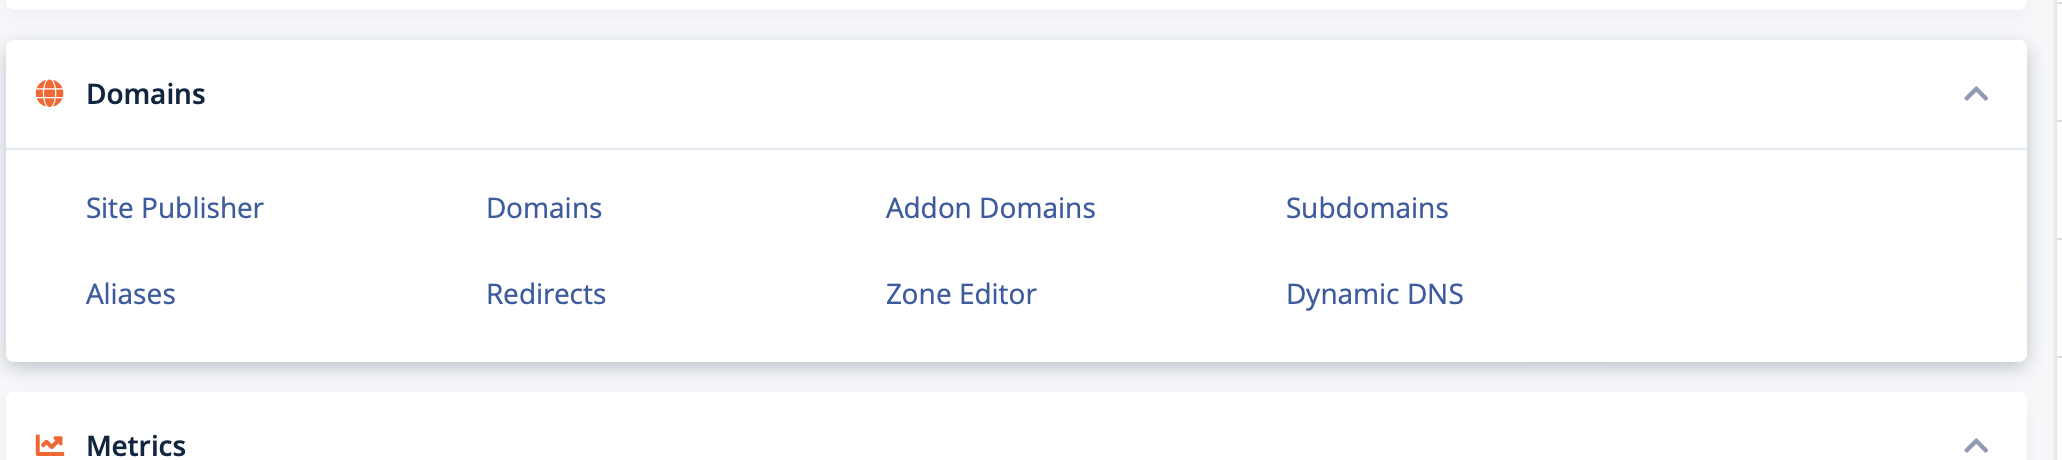 Domains
Site Publisher Domains Addon Domains Subdomains
Aliases Redirects Zone Editor Dynamic DNS
Metrics